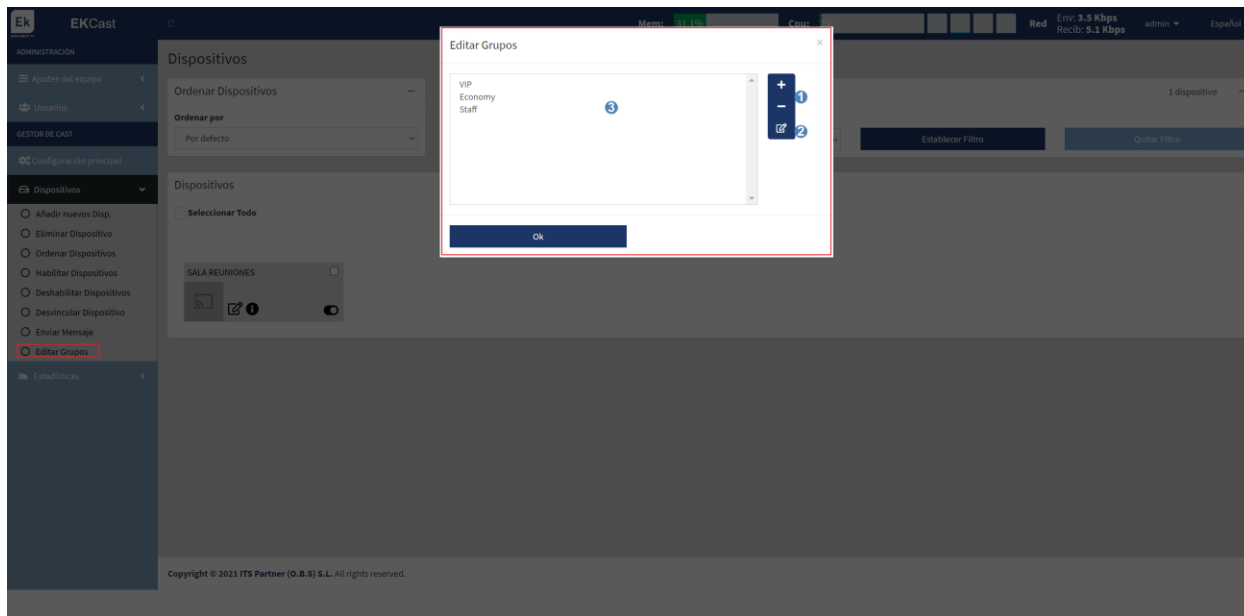 Ek
EKCast
Mem: 31.1%
Cpu:
Red
Env: 3.5 Kbps
Recib: 5.1 Kbps
admin
Español
ADMINISTRACIÓN
Ajustes del equipo
Usuarios
GESTOR DE CAST
Configuración principal
Dispositivos
Añadir nuevos Disp.
Eliminar Dispositivo
Ordenar Dispositivos
Habilitar Dispositivos
Deshabilitar Dispositivos
Desvincular Dispositivo
Enviar Mensaje
Editar Grupos
Estadísticas
Dispositivos
Ordenar Dispositivos
Ordenar por
Por defecto
1 dispositivo
Establecer Filtro
Quitar Filtro
Dispositivos
Seleccionar Todo
SALA REUNIONES
Editar Grupos
×
VIP
Economy
Staff
3
+
1
−
2
Ok
Copyright © 2021 ITS Partner (O.B.S) S.L. All rights reserved.